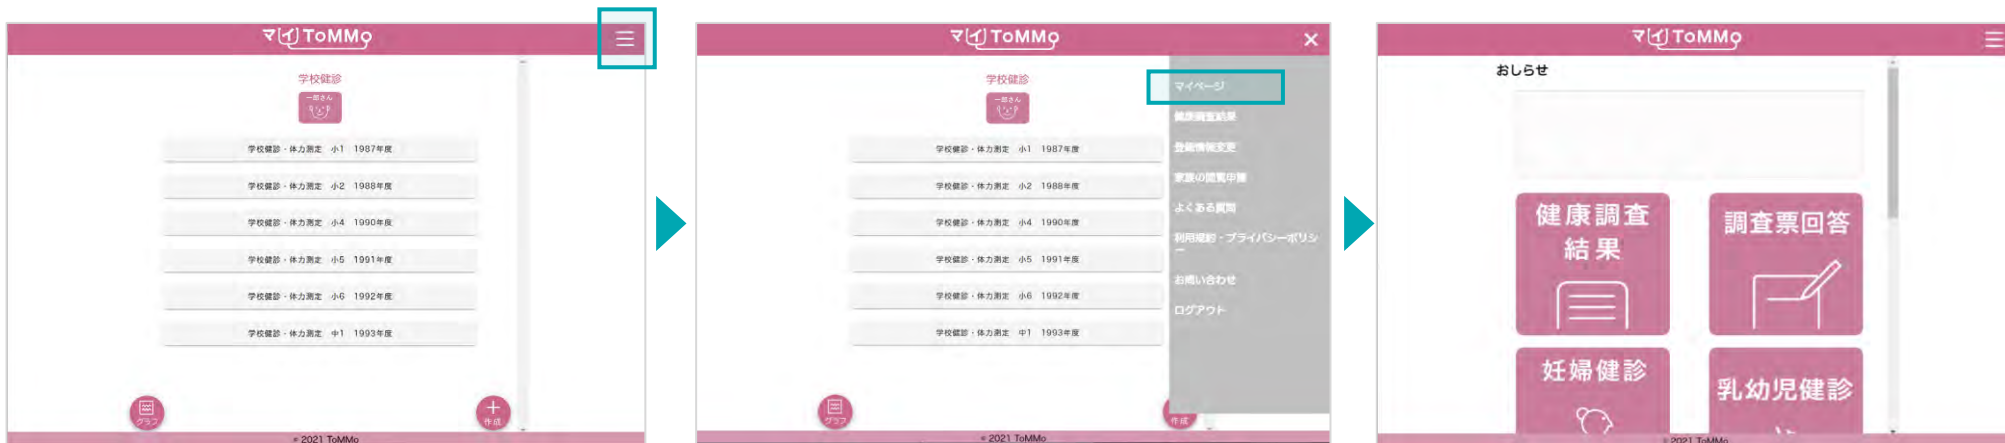 マイ ToMMo
学校健診
一郎さん
学校健診・体力測定 小1 1987年度
学校健診・体力測定 小2 1988年度
学校健診・体力測定 小4 1990年度
学校健診・体力測定 小5 1991年度
学校健診・体力測定 小6 1992年度
学校健診・体力測定 中1 1993年度
グラフ
作成
© 2021 ToMMo
マイ ToMMo
学校健診
一郎さん
学校健診・体力測定 小1 1987年度
学校健診・体力測定 小2 1988年度
学校健診・体力測定 小4 1990年度
学校健診・体力測定 小5 1991年度
学校健診・体力測定 小6 1992年度
学校健診・体力測定 中1 1993年度
グラフ
作成
マイページ
健康調査結果
登録情報変更
家族の閲覧申請
よくある質問
利用規約・プライバシーポリシ
ー
お問い合わせ
ログアウト
© 2021 ToMMo
マイ ToMMo
おしらせ
健康調査
結果
調査票回答
妊婦健診
乳幼児健診
© 2021 ToMMo